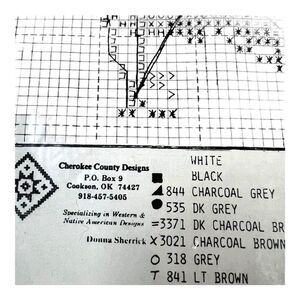 Cherokee County Designs
P.O. Box 9
Cookson, OK 74427
918-457-5405
Specializing in Western &
Native American Designs
Donna Sherrick
WHITE
BLACK
844 CHARCOAL GREY
535 DK GREY
=3371 DK CHARCOAL BR
X 3021 CHARCOAL BROWN
O 318 GREY
T 841 LT BROWN